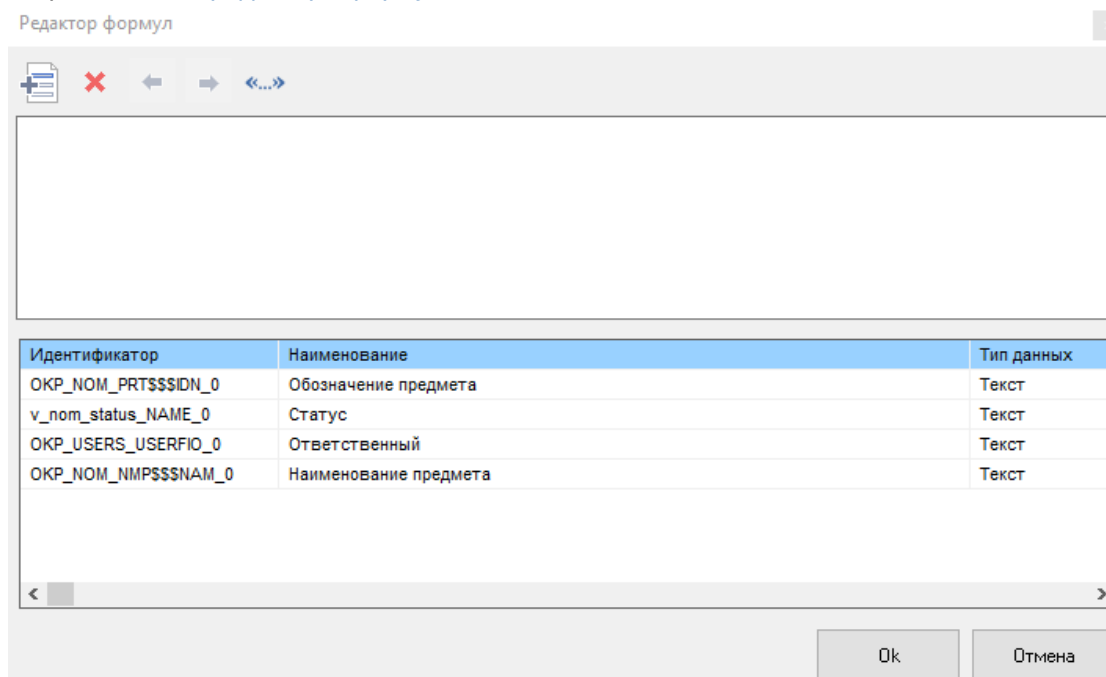 Редактор формул
«...»
Идентификатор Наименование Тип данных
OKP_NOM_PRT$$$IDN_0 Обозначение предмета Текст
v_nom_status_NAME_0 Статус Текст
OKP_USERS_USERFIO_0 Ответственный Текст
OKP_NOM_NMP$$$NAM_0 Наименование предмета Текст
Ok Отмена